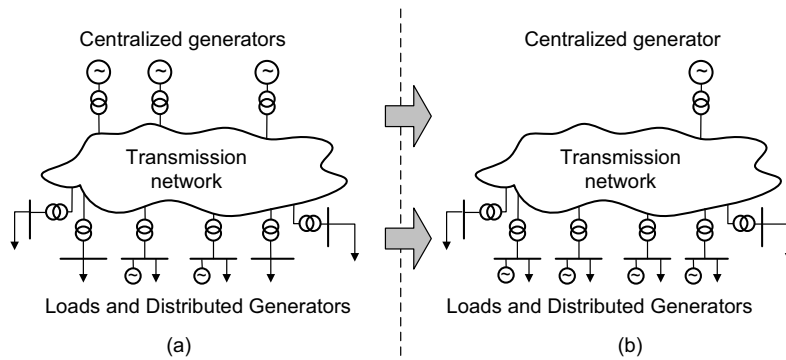 Centralized generators
Transmission
network
Loads and Distributed Generators
(a)
Centralized generator
Transmission
network
Loads and Distributed Generators
(b)